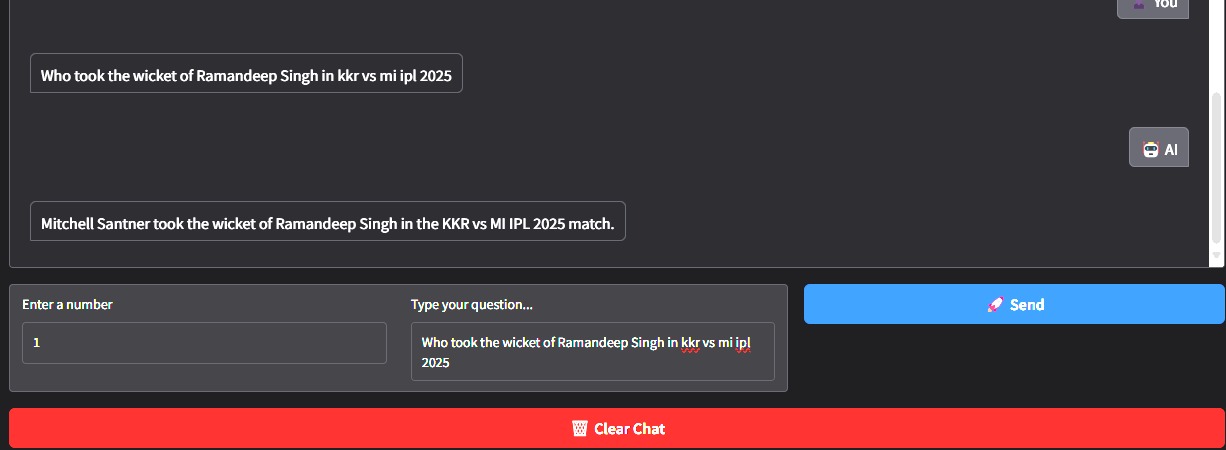 You
Who took the wicket of Ramandeep Singh in kkr vs mi ipl 2025
AI
Mitchell Santner took the wicket of Ramandeep Singh in the KKR vs MI IPL 2025 match.
Enter a number
1
Type your question...
Who took the wicket of Ramandeep Singh in kkr vs mi ipl
2025
Send
Clear Chat